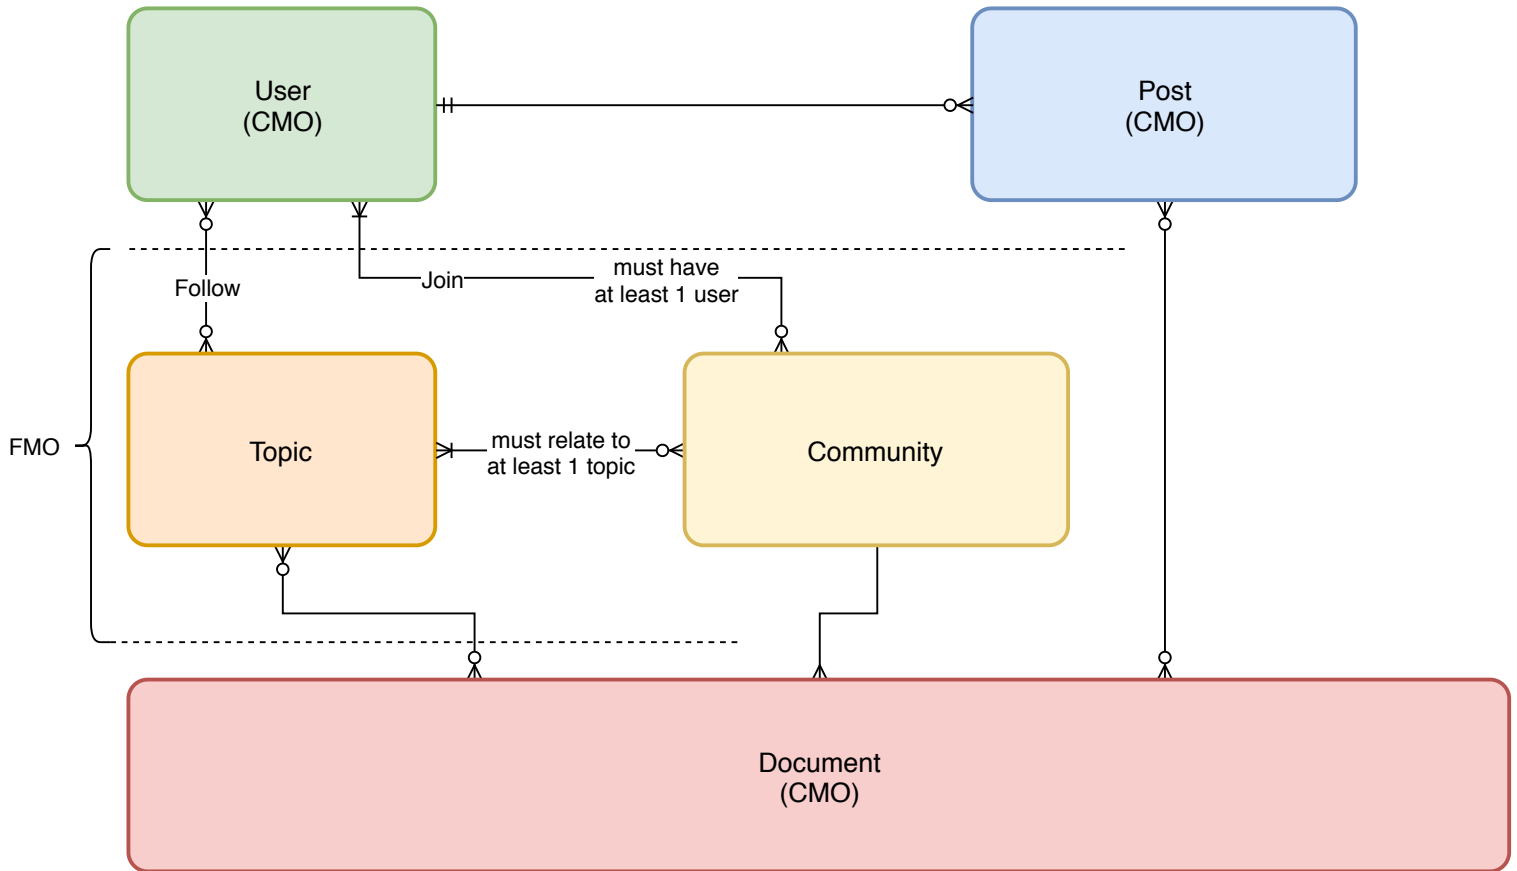 User
(CMO)
Post
(CMO)
Follow
Join
must have
at least 1 user
FMO
Topic
must relate to
at least 1 topic
Community
Document
(CMO)